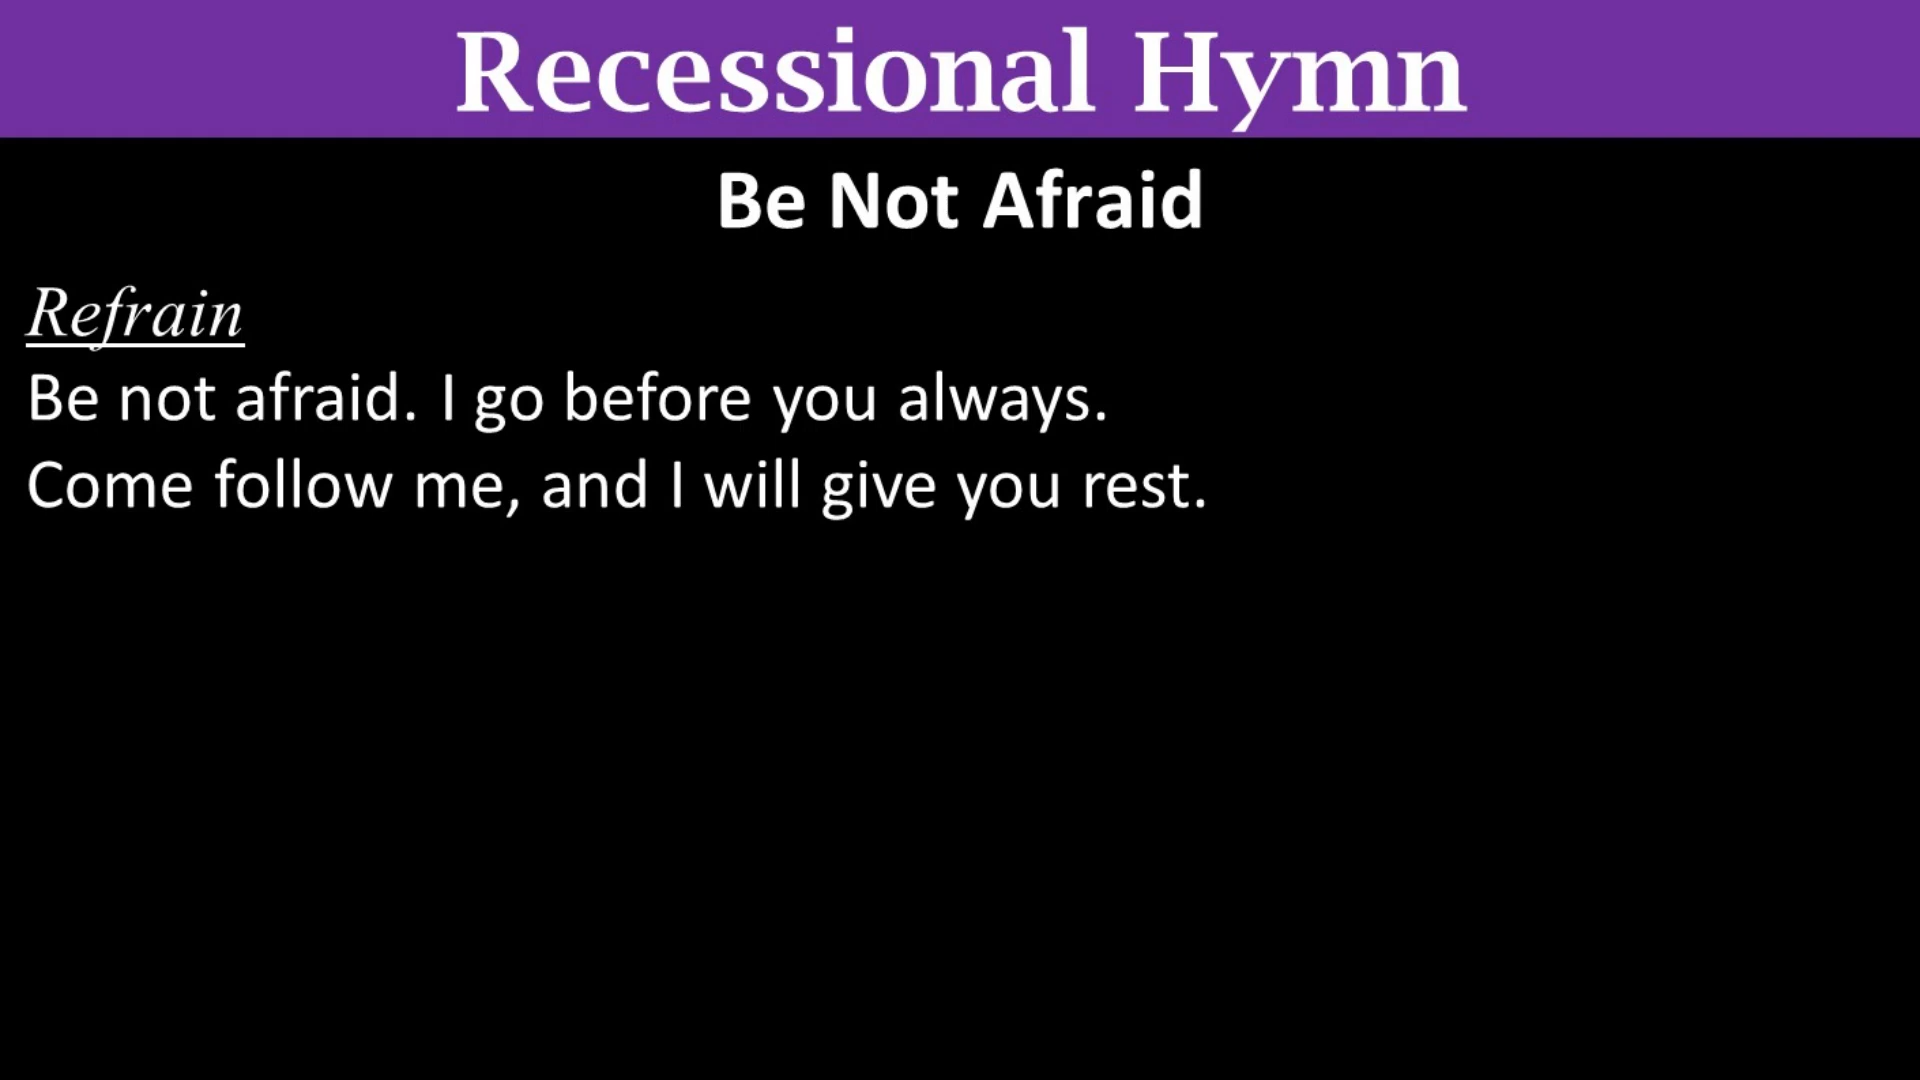 Recessional Hymn
Be Not Afraid
Refrain
Be not afraid. I go before you always.
Come follow me, and I will give you rest.